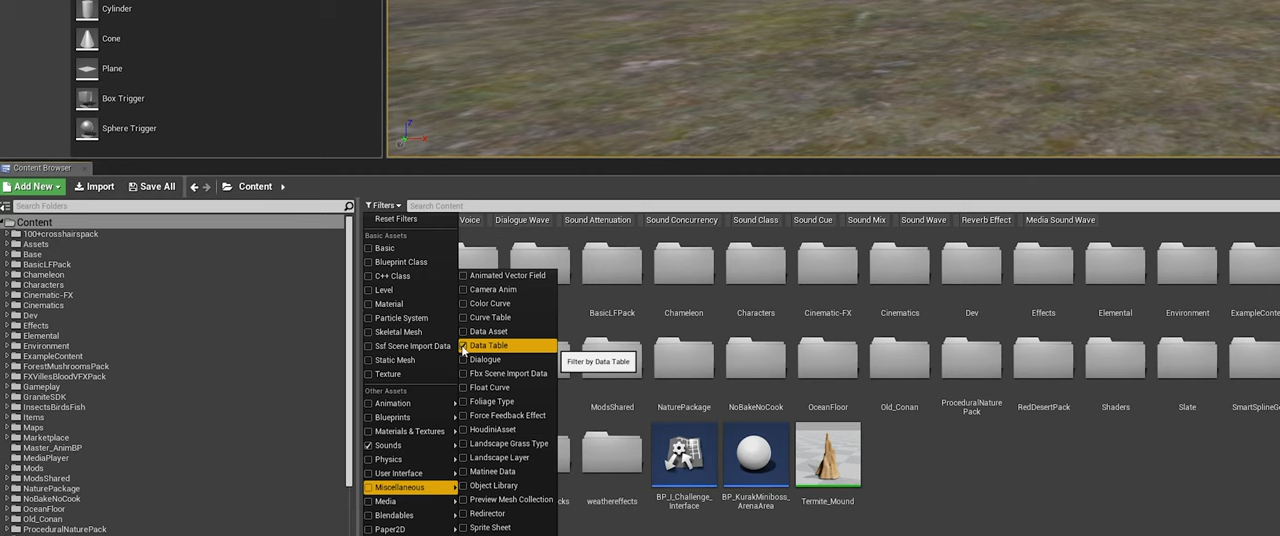 Cylinder
Cone
Plane
Box Trigger
Sphere Trigger
Z
X
Content Browser
Add New
Import
Save All
Content
Search Folders
Filters
Search Content
Content
100+crosshairspack
Assets
Base
BasicLFPack
Chameleon
Characters
Cinematic-FX
Cinematics
Dev
Effects
Elemental
Environment
ExampleContent
ForestMushroomsPack
FXVillesBloodVFXPack
Gameplay
GraniteSDK
InsectsBirdsFish
Items
Maps
Marketplace
Master_AnimBP
MediaPlayer
Mods
ModsShared
NaturePackage
NoBakeNoCook
OceanFloor
Old_Conan
ProceduralNaturePack
Reset Filters
Basic Assets
Basic
Blueprint Class
C++ Class
Level
Material
Particle System
Skeletal Mesh
Ssf Scene Import Data
Static Mesh
Texture
Other Assets
Animation
Blueprints
Materials & Textures
Sounds
Physics
User Interface
Miscellaneous
Media
Blendables
Paper2D
Animated Vector Field
Camera Anim
Color Curve
Curve Table
Data Asset
Data Table
Dialogue
Fbx Scene Import Data
Float Curve
Foliage Type
Force Feedback Effect
HoudiniAsset
Landscape Grass Type
Landscape Layer
Matinee Data
Object Library
Preview Mesh Collection
Redirector
Sprite Sheet
Filter by Data Table
Voice Dialogue Wave Sound Attenuation Sound Concurrency Sound Class Sound Cue Sound Mix Sound Wave Reverb Effect Media Sound Wave
BasicLFPack Chameleon Characters Cinematic-FX Cinematics Dev Effects Elemental Environment ExampleConte
ModsShared NaturePackage NoBakeNoCook OceanFloor Old_Conan ProceduralNature RedDesertPack Shaders Slate SmartSplineG
Pack
cks weathereffects BP_I_Challenge_ BP_KurakMiniboss_ Termite_Mound
Interface ArenaArea